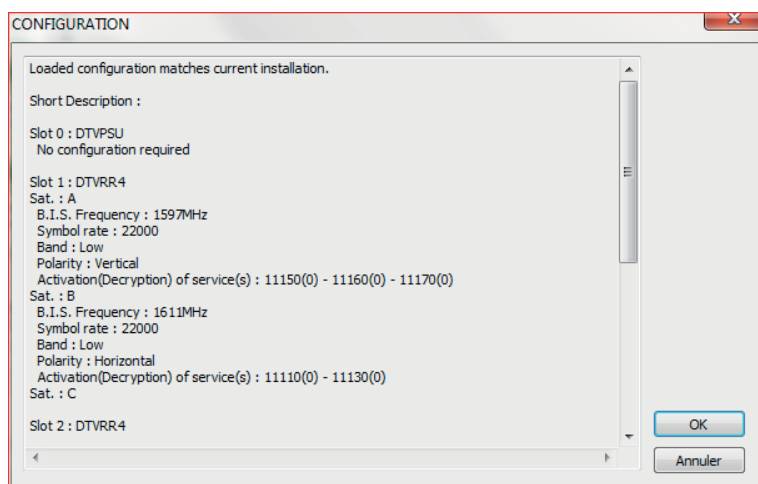 CONFIGURATION
Loaded configuration matches current installation.
Short Description :
Slot 0 : DTVPSU
No configuration required
Slot 1 : DTVRR4
Sat. : A
B.I.S. Frequency : 1597MHz
Symbol rate : 22000
Band : Low
Polarity : Vertical
Activation(Decryption) of service(s) : 11150(0) - 11160(0) - 11170(0)
Sat. : B
B.I.S. Frequency : 1611MHz
Symbol rate : 22000
Band : Low
Polarity : Horizontal
Activation(Decryption) of service(s) : 11110(0) - 11130(0)
Sat. : C
Slot 2 : DTVRR4
OK
Annuler